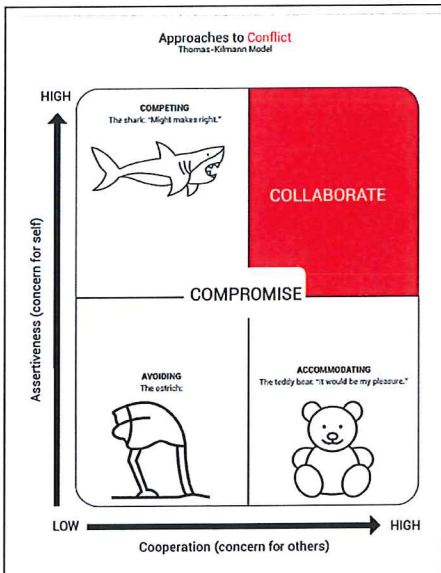 Approaches to Conflict
Thomas-Kilmann Model
HIGH
COMPETING
The shark: "Might makes right."
COLLABORATE
COMPROMISE
Assertiveness (concern for self)
AVOIDING
The ostrich:
ACCOMMODATING
The teddy bear. "It would be my pleasure."
LOW
HIGH
Cooperation (concern for others)